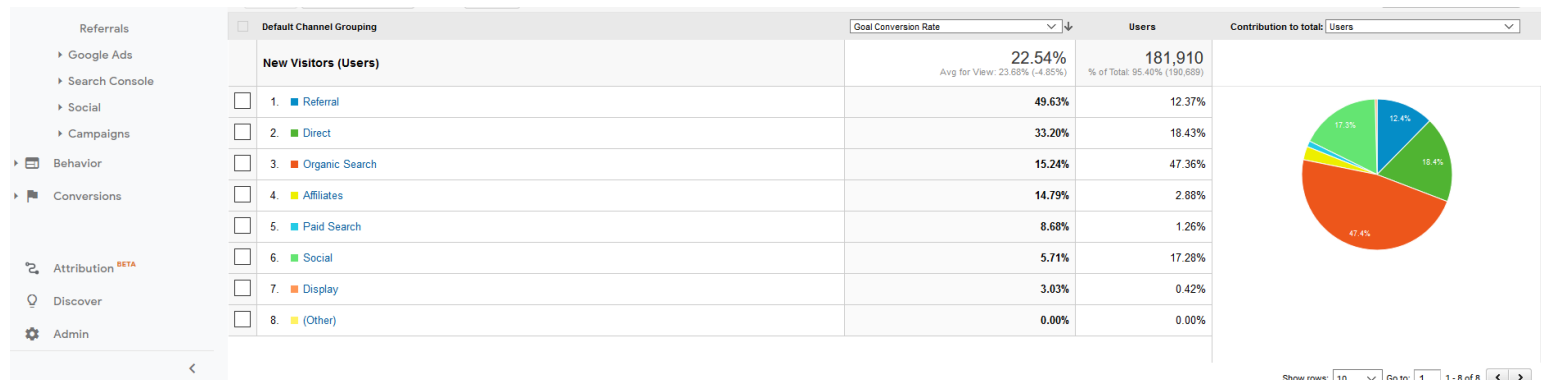 Referrals
Google Ads
Search Console
Social
Campaigns
Behavior
Conversions
Attribution BETA
Discover
Admin
Default Channel Grouping Goal Conversion Rate Users Contribution to total: Users
New Visitors (Users) 22.54% 181,910
Avg for View: 23.68% (-4.85%) % of Total: 95.40% (190,689)
1. Referral 49.63% 12.37%
2. Direct 33.20% 18.43%
3. Organic Search 15.24% 47.36%
4. Affiliates 14.79% 2.88%
5. Paid Search 8.68% 1.26%
6. Social 5.71% 17.28%
7. Display 3.03% 0.42%
8. (Other) 0.00% 0.00%
17.3% 12.4%
18.4%
47.4%
Show rows: 10 Go to: 1 1 - 8 of 8